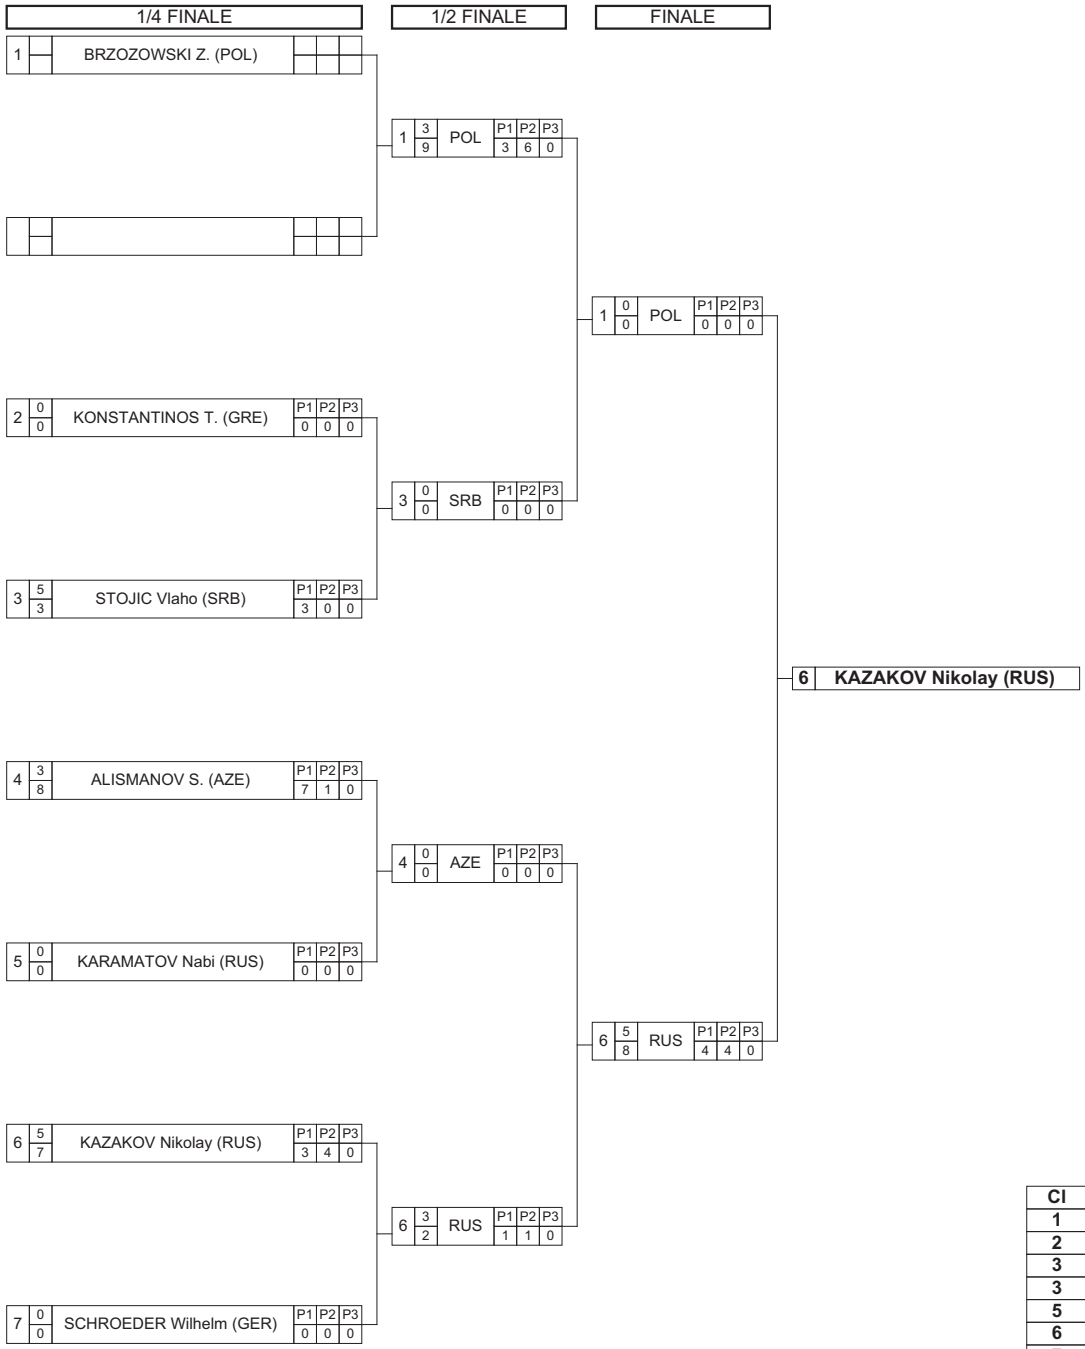 1/4 FINALE 1/2 FINALE FINALE
1 BRZOZOWSKI Z. (POL)
1 3 9 POL P1 P2 P3 3 6 0
1 0 0 POL P1 P2 P3 0 0 0
2 0 0 KONSTANTINOS T. (GRE) P1 P2 P3 0 0 0
3 0 0 SRB P1 P2 P3 0 0 0
3 5 3 STOJIC Vlaho (SRB) P1 P2 P3 3 0 0
6 KAZAKOV Nikolay (RUS)
4 3 8 ALISMANOV S. (AZE) P1 P2 P3 7 1 0
4 0 0 AZE P1 P2 P3 0 0 0
5 0 0 KARAMATOV Nabi (RUS) P1 P2 P3 0 0 0
6 5 8 RUS P1 P2 P3 4 4 0
6 5 7 KAZAKOV Nikolay (RUS) P1 P2 P3 3 4 0
6 3 2 RUS P1 P2 P3 1 1 0
7 0 0 SCHROEDER Wilhelm (GER) P1 P2 P3 0 0 0
Cl
1
2
3
3
5
6